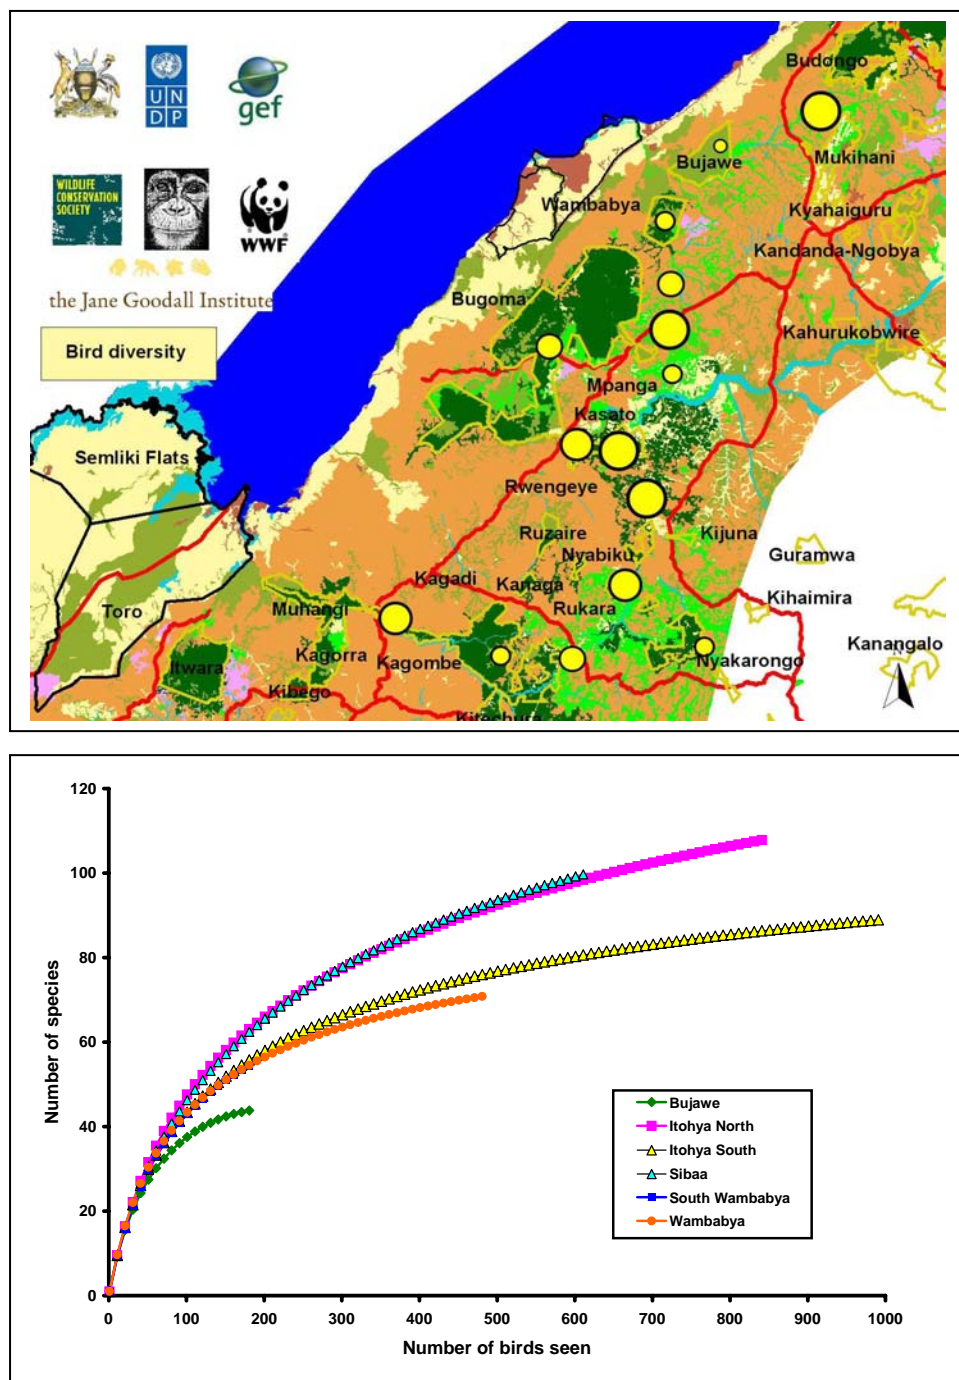 UN
DP
gef
WILDLIFE
CONSERVATION
SOCIETY
WWF
the Jane Goodall Institute
Bird diversity
Budongo
Bujawe
Mukihani
Wambabya
Kyahaiguru
Kandanda-Ngobya
Bugoma
Kahurukobwire
Mpanga
Kasato
Semliki Flats
Rwengeye
Ruzaire
Kijuna
Nyabiku
Guramwa
Kagadi
Kanaga
Toro
Muhangi
Rukara
Kihaimira
Kagorra
Kagombe
Kanangalo
Itwara
Nyakarongo
Kibego
Kitechura
120
100
80
60
40
20
0
Number of species
Bujawe
Itohya North
Itohya South
Sibaa
South Wambabya
Wambabya
0 100 200 300 400 500 600 700 800 900 1000
Number of birds seen